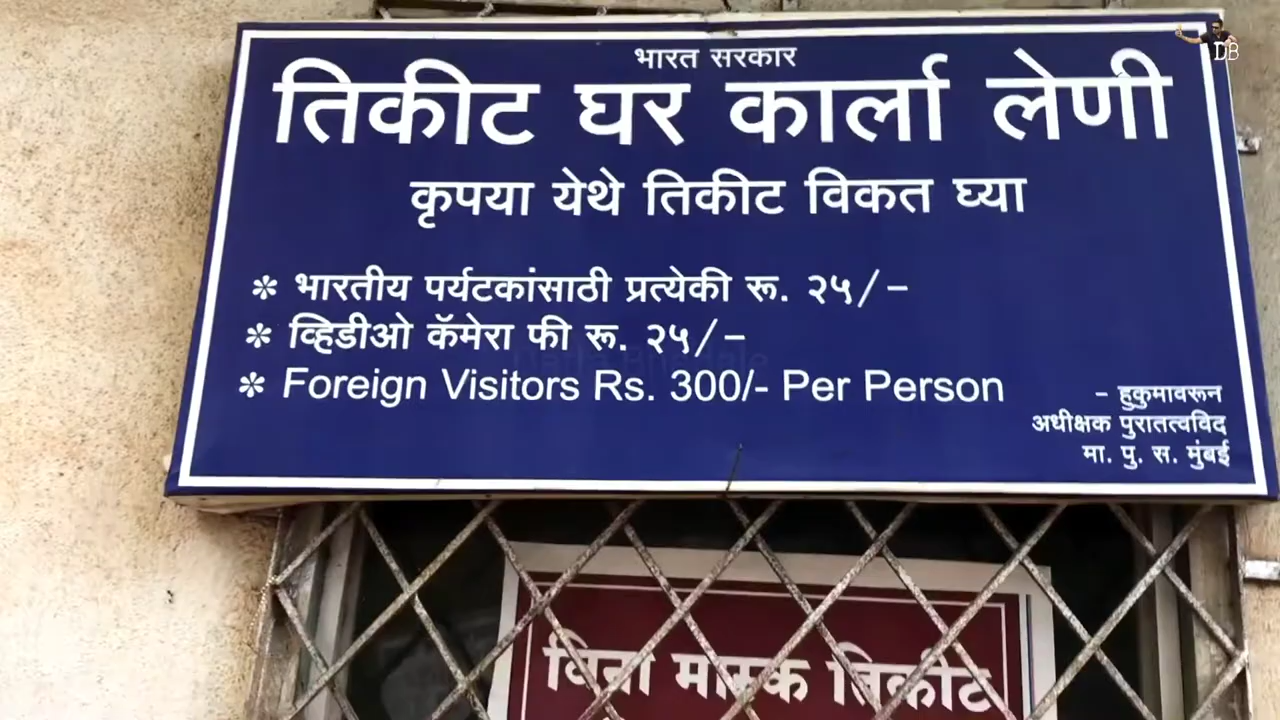 भारत सरकार
तिकीट घर कार्ला लेणी
कृपया येथे तिकीट विकत घ्या
* भारतीय पर्यटकांसाठी प्रत्येकी रू. २५/-
* व्हिडीओ कॅमेरा फी रू. २५/-
* Foreign Visitors Rs. 300/- Per Person
- हुकुमावरून
अधीक्षक पुरातत्वविद
मा. पु. स. मुंबई
विना मास्क तिकीट
DB